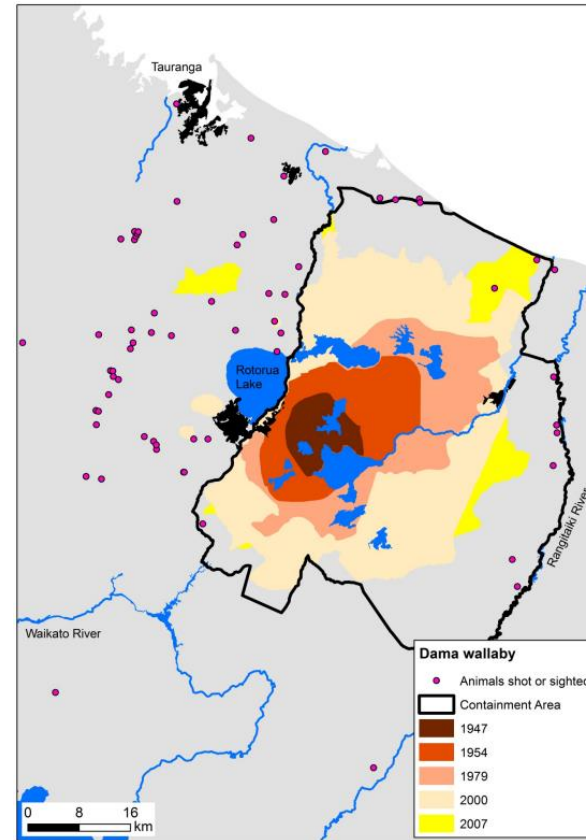 Tauranga
Rotorua
Lake
Rangitaiki River
Waikato River
Dama wallaby
Animals shot or sighted
Containment Area
1947
1954
1979
2000
2007
0 8 16
km